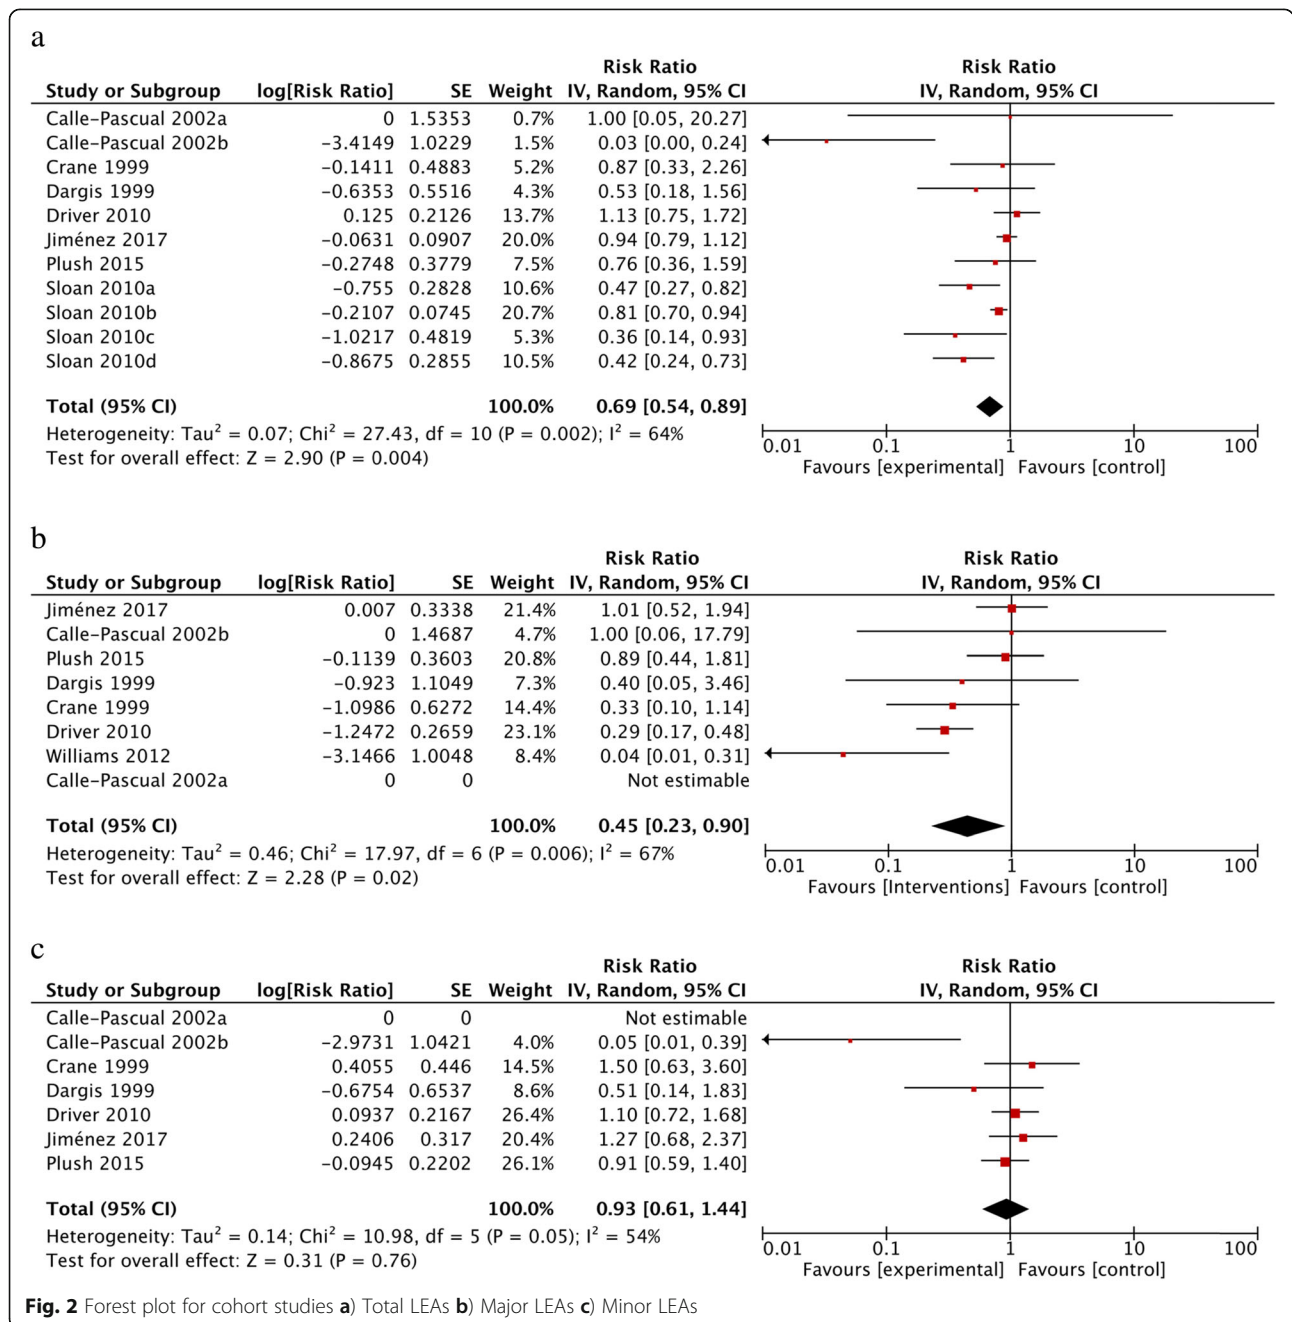 a
Risk Ratio Risk Ratio
Study or Subgroup log[Risk Ratio] SE Weight IV, Random, 95% CI IV, Random, 95% CI
Calle-Pascual 2002a 0 1.5353 0.7% 1.00 [0.05, 20.27]
Calle-Pascual 2002b -3.4149 1.0229 1.5% 0.03 [0.00, 0.24]
Crane 1999 -0.1411 0.4883 5.2% 0.87 [0.33, 2.26]
Dargis 1999 -0.6353 0.5516 4.3% 0.53 [0.18, 1.56]
Driver 2010 0.125 0.2126 13.7% 1.13 [0.75, 1.72]
Jiménez 2017 -0.0631 0.0907 20.0% 0.94 [0.79, 1.12]
Plush 2015 -0.2748 0.3779 7.5% 0.76 [0.36, 1.59]
Sloan 2010a -0.755 0.2828 10.6% 0.47 [0.27, 0.82]
Sloan 2010b -0.2107 0.0745 20.7% 0.81 [0.70, 0.94]
Sloan 2010c -1.0217 0.4819 5.3% 0.36 [0.14, 0.93]
Sloan 2010d -0.8675 0.2855 10.5% 0.42 [0.24, 0.73]
Total (95% CI) 100.0% 0.69 [0.54, 0.89]
Heterogeneity: Tau² = 0.07; Chi² = 27.43, df = 10 (P = 0.002); I² = 64%
Test for overall effect: Z = 2.90 (P = 0.004)
0.01 0.1 1 10 100
Favours [experimental] Favours [control]
b
Risk Ratio Risk Ratio
Study or Subgroup log[Risk Ratio] SE Weight IV, Random, 95% CI IV, Random, 95% CI
Jiménez 2017 0.007 0.3338 21.4% 1.01 [0.52, 1.94]
Calle-Pascual 2002b 0 1.4687 4.7% 1.00 [0.06, 17.79]
Plush 2015 -0.1139 0.3603 20.8% 0.89 [0.44, 1.81]
Dargis 1999 -0.923 1.1049 7.3% 0.40 [0.05, 3.46]
Crane 1999 -1.0986 0.6272 14.4% 0.33 [0.10, 1.14]
Driver 2010 -1.2472 0.2659 23.1% 0.29 [0.17, 0.48]
Williams 2012 -3.1466 1.0048 8.4% 0.04 [0.01, 0.31]
Calle-Pascual 2002a 0 0 Not estimable
Total (95% CI) 100.0% 0.45 [0.23, 0.90]
Heterogeneity: Tau² = 0.46; Chi² = 17.97, df = 6 (P = 0.006); I² = 67%
Test for overall effect: Z = 2.28 (P = 0.02)
0.01 0.1 1 10 100
Favours [Interventions] Favours [control]
c
Risk Ratio Risk Ratio
Study or Subgroup log[Risk Ratio] SE Weight IV, Random, 95% CI IV, Random, 95% CI
Calle-Pascual 2002a 0 0 Not estimable
Calle-Pascual 2002b -2.9731 1.0421 4.0% 0.05 [0.01, 0.39]
Crane 1999 0.4055 0.446 14.5% 1.50 [0.63, 3.60]
Dargis 1999 -0.6754 0.6537 8.6% 0.51 [0.14, 1.83]
Driver 2010 0.0937 0.2167 26.4% 1.10 [0.72, 1.68]
Jiménez 2017 0.2406 0.317 20.4% 1.27 [0.68, 2.37]
Plush 2015 -0.0945 0.2202 26.1% 0.91 [0.59, 1.40]
Total (95% CI) 100.0% 0.93 [0.61, 1.44]
Heterogeneity: Tau² = 0.14; Chi² = 10.98, df = 5 (P = 0.05); I² = 54%
Test for overall effect: Z = 0.31 (P = 0.76)
0.01 0.1 1 10 100
Favours [experimental] Favours [control]
Fig. 2 Forest plot for cohort studies a) Total LEAs b) Major LEAs c) Minor LEAs